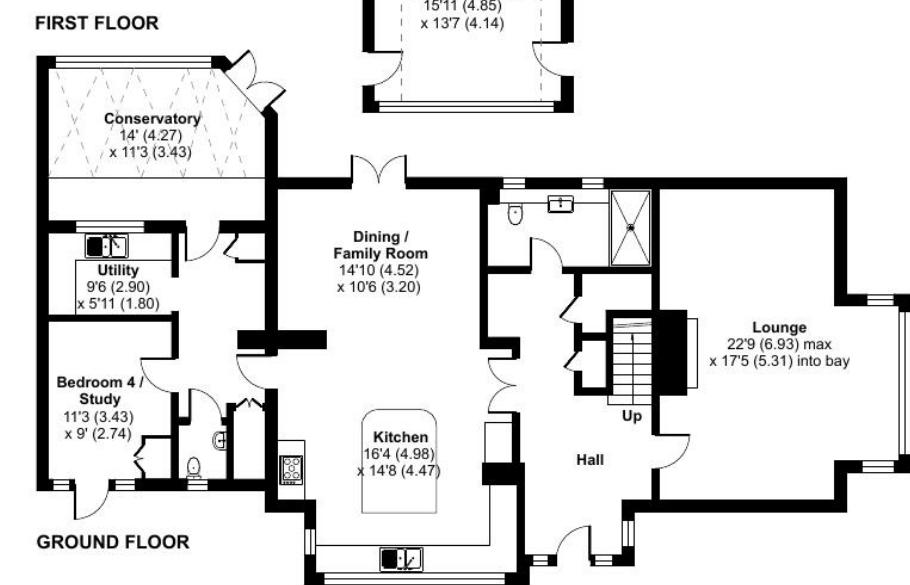 15'11 (4.85)
x 13'7 (4.14)
FIRST FLOOR
Conservatory
14' (4.27)
x 11'3 (3.43)
Dining /
Family Room
14'10 (4.52)
x 10'6 (3.20)
Utility
9'6 (2.90)
x 5'11 (1.80)
Lounge
22'9 (6.93) max
x 17'5 (5.31) into bay
Bedroom 4 /
Study
11'3 (3.43)
x 9' (2.74)
Up
Kitchen
16'4 (4.98)
x 14'8 (4.47)
Hall
GROUND FLOOR